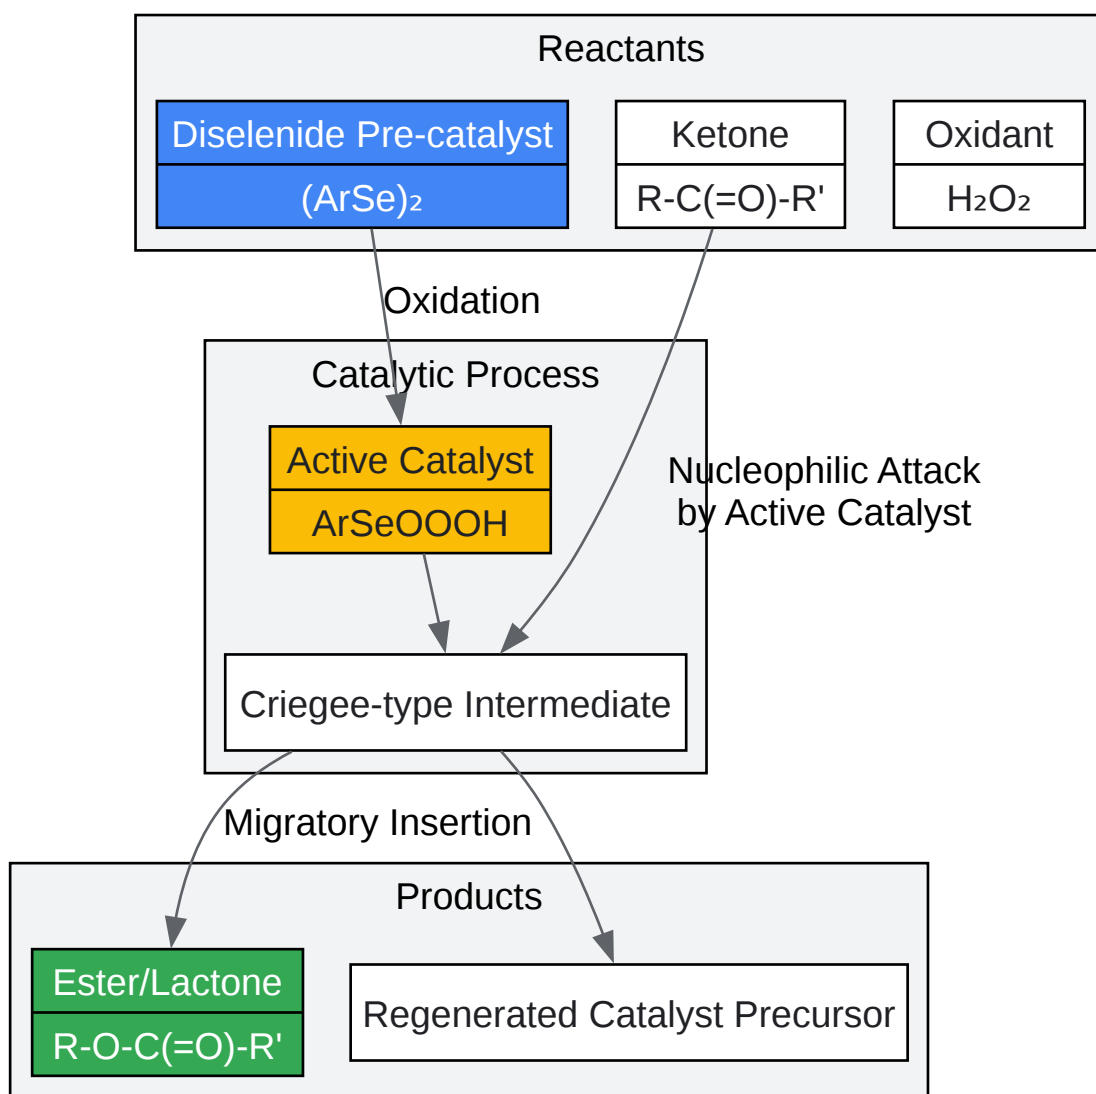 Reactants
Diselenide Pre-catalyst
(ArSe)₂
Ketone
R-C(=O)-R'
Oxidant
H₂O₂
Oxidation
Catalytic Process
Active Catalyst
ArSeOOOH
Nucleophilic Attack
by Active Catalyst
Criegee-type Intermediate
Migratory Insertion
Products
Ester/Lactone
R-O-C(=O)-R'
Regenerated Catalyst Precursor